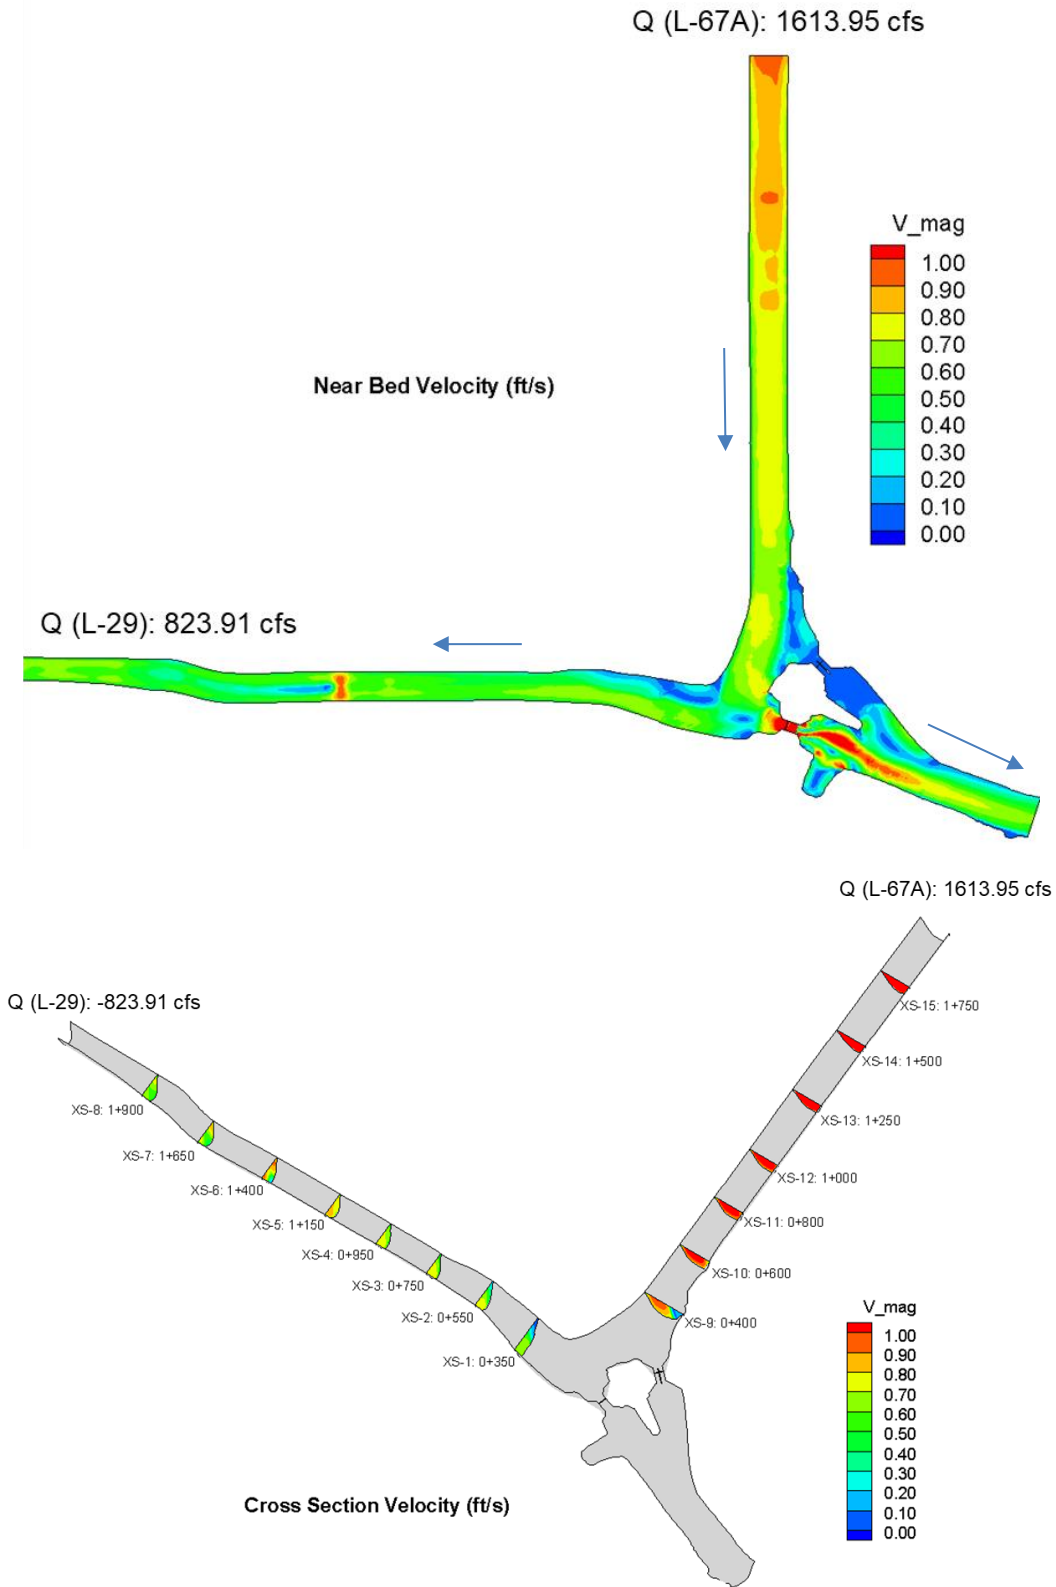 Q (L-67A): 1613.95 cfs
V_mag
1.00
0.90
0.80
0.70
0.60
0.50
0.40
0.30
0.20
0.10
0.00
Near Bed Velocity (ft/s)
Q (L-29): 823.91 cfs
Q (L-67A): 1613.95 cfs
Q (L-29): -823.91 cfs
XS-15: 1+750
XS-14: 1+500
XS-13: 1+250
XS-12: 1+000
XS-11: 0+800
XS-10: 0+600
XS-9: 0+400
XS-8: 1+900
XS-7: 1+650
XS-6: 1+400
XS-5: 1+150
XS-4: 0+950
XS-3: 0+750
XS-2: 0+550
XS-1: 0+350
V_mag
1.00
0.90
0.80
0.70
0.60
0.50
0.40
0.30
0.20
0.10
0.00
Cross Section Velocity (ft/s)